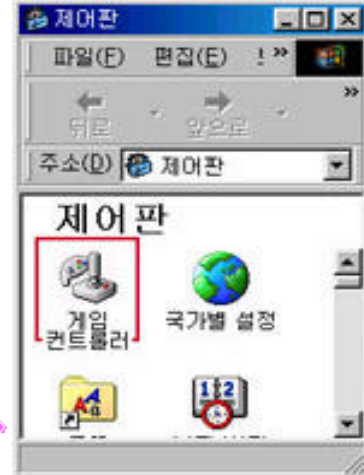 제어판
파일(F) 편집(E) »
뒤로 앞으로 »
주소(D) 제어판
제어판
게임
컨트롤러
국가별 설정